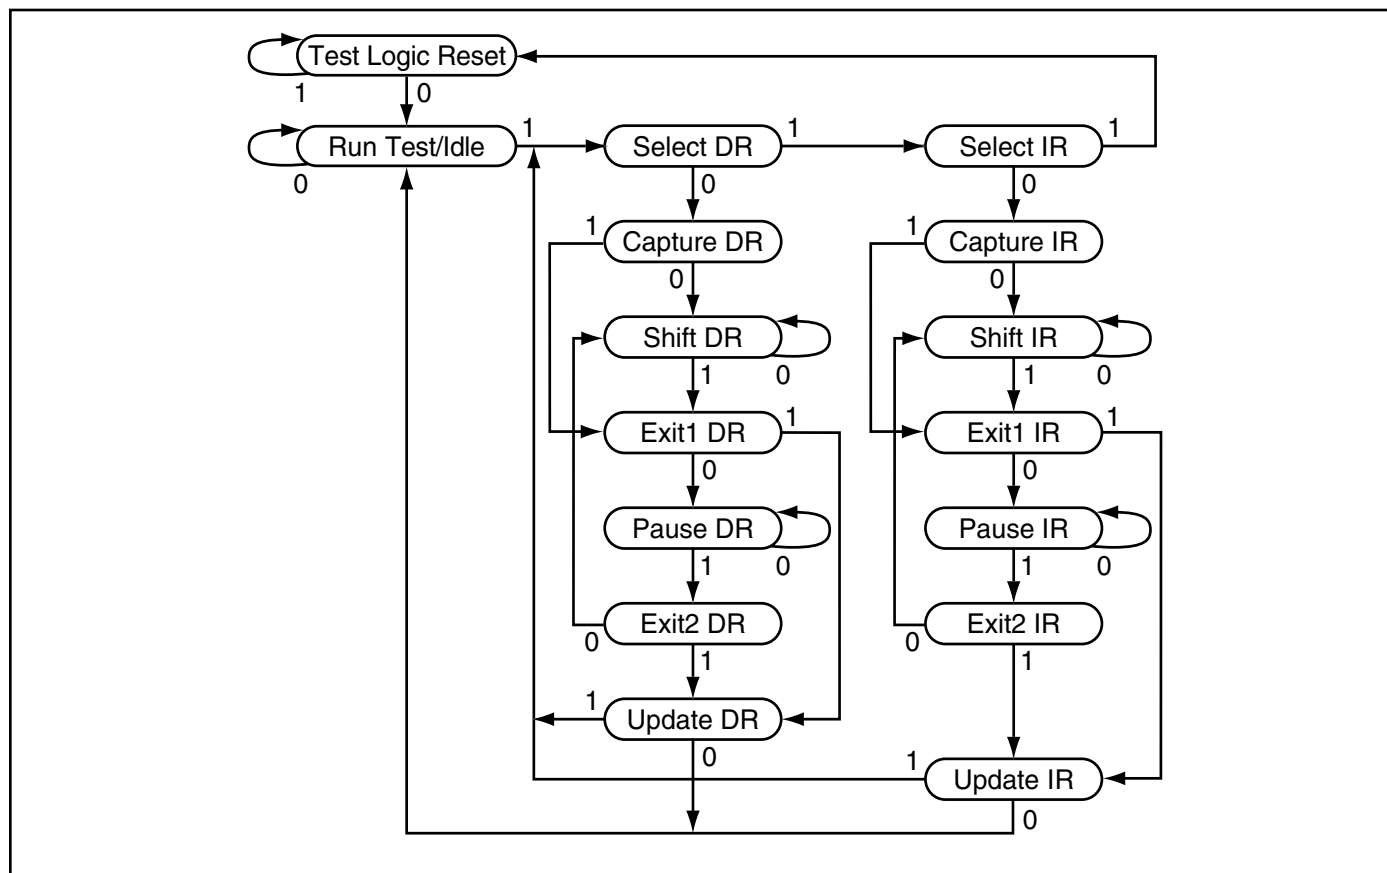 Test Logic Reset
1 0
Run Test/Idle 1 Select DR 1 Select IR 1
0 0 0
1 Capture DR 1 Capture IR
0 0
Shift DR Shift IR
1 0 1 0
Exit1 DR 1 Exit1 IR 1
0 0
Pause DR Pause IR
1 0 1 0
Exit2 DR Exit2 IR
0 1 0 1
1 Update DR
0 1 Update IR
0